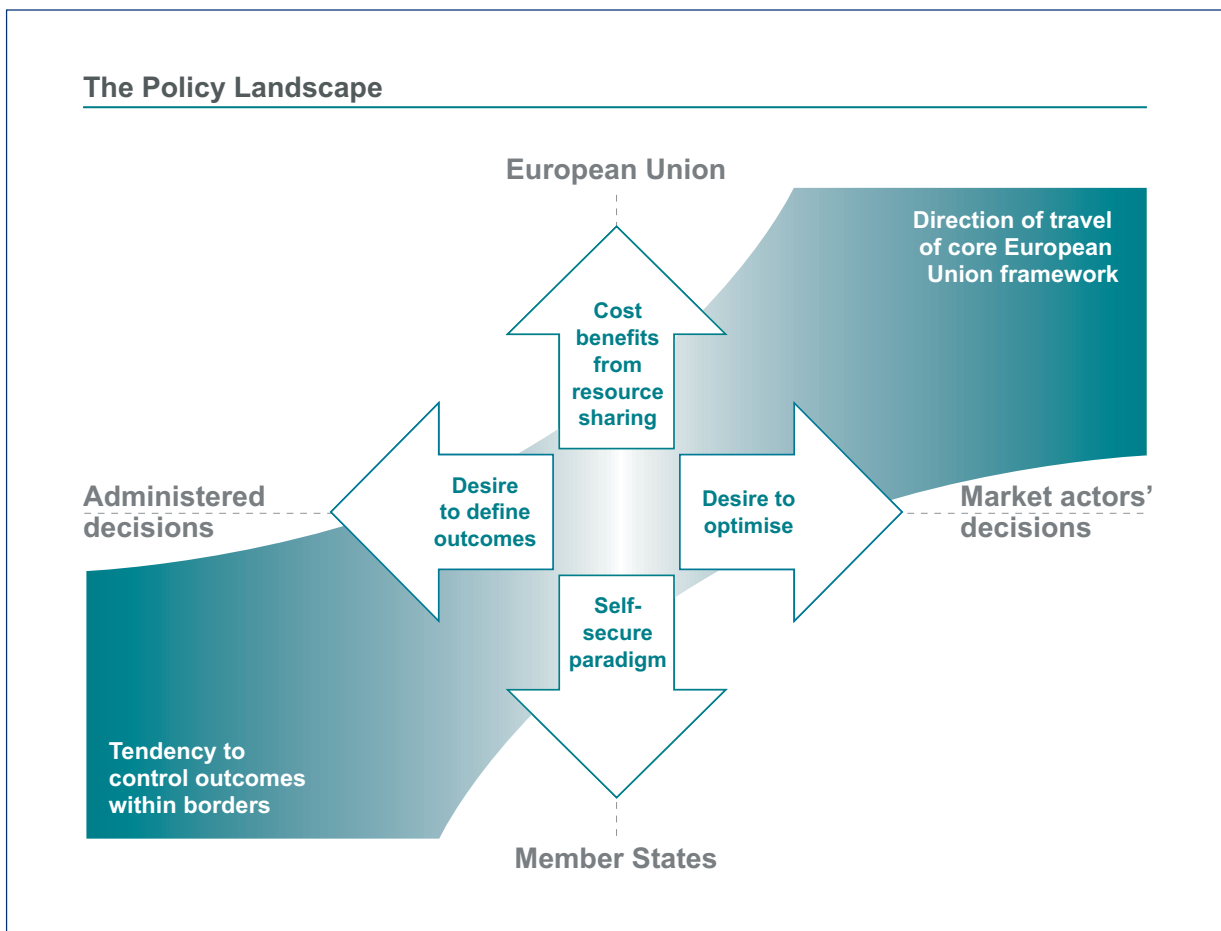 The Policy Landscape
European Union
Direction of travel
of core European
Union framework
Cost
benefits
from
resource
sharing
Administered
decisions
Desire
to define
outcomes
Desire to
optimise
Market actors’
decisions
Self-
secure
paradigm
Tendency to
control outcomes
within borders
Member States